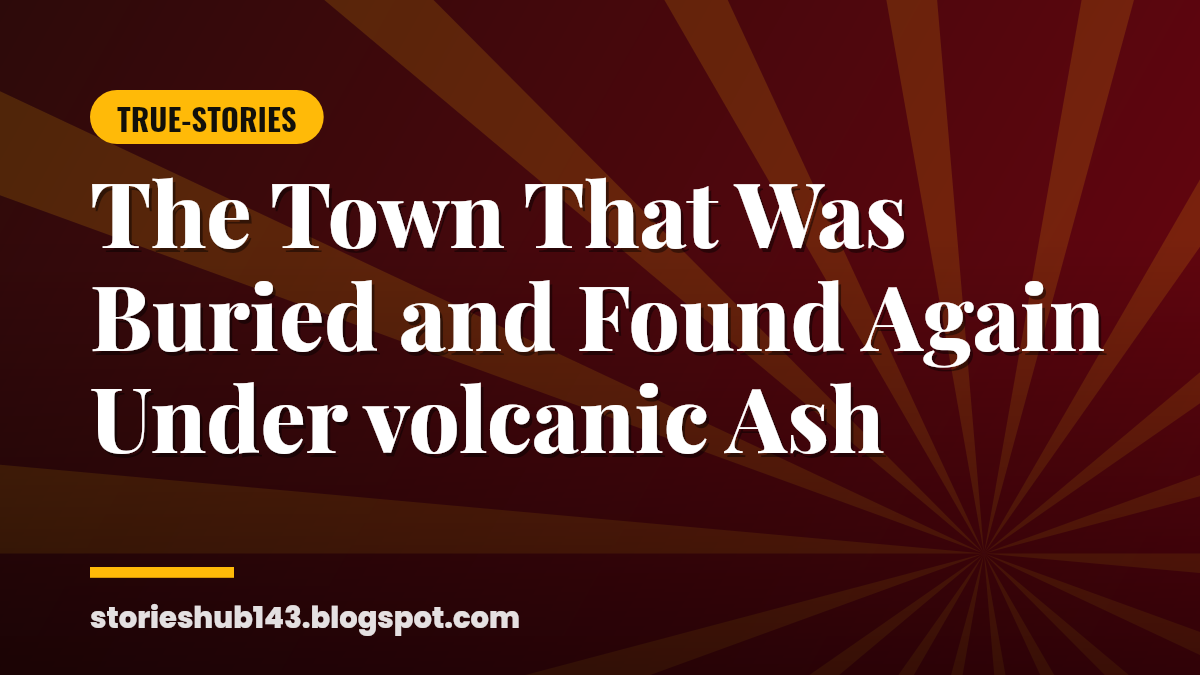 TRUE-STORIES
The Town That Was
Buried and Found Again
Under volcanic Ash
storieshub143.blogspot.com